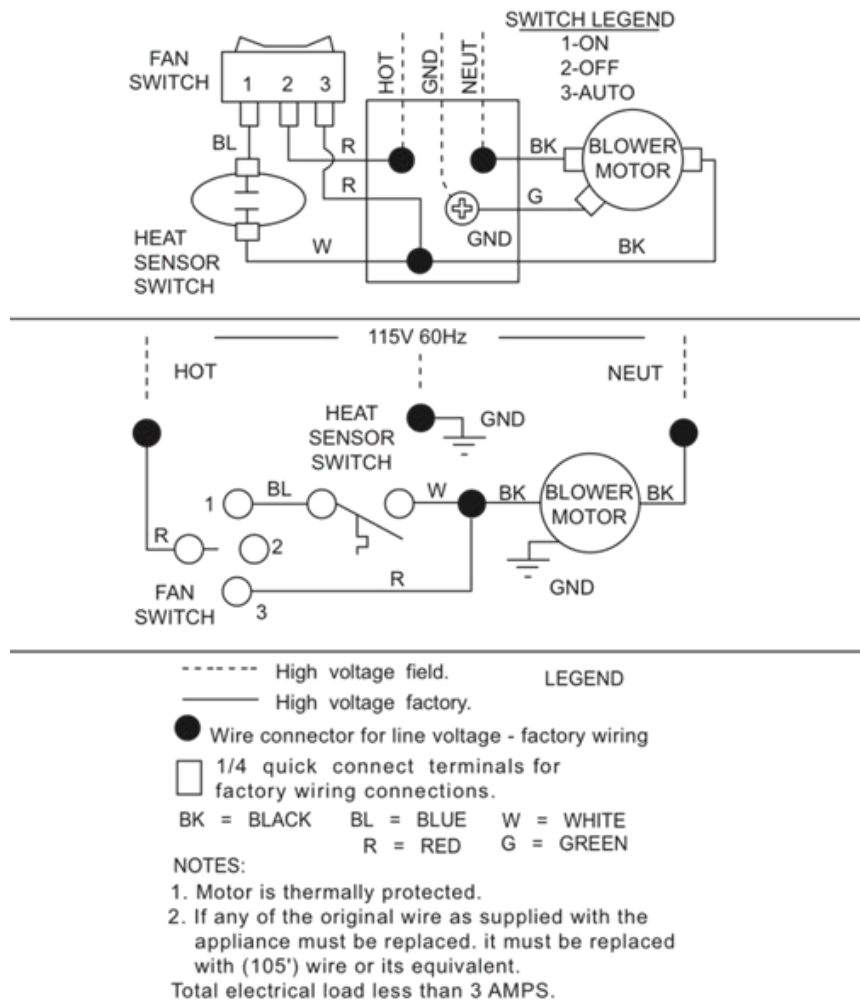 SWITCH LEGEND
1-ON
2-OFF
3-AUTO
FAN
SWITCH
1 2 3
HOT
GND
NEUT
BL
R
R
BK
BLOWER
MOTOR
G
GND
HEAT
SENSOR
SWITCH
W
BK
115V 60Hz
HOT
NEUT
HEAT
SENSOR
SWITCH
GND
1
BL
W
BK
BLOWER
MOTOR
BK
R
2
R
GND
FAN
SWITCH
3
High voltage field.
LEGEND
High voltage factory.
Wire connector for line voltage - factory wiring
1/4 quick connect terminals for
factory wiring connections.
BK = BLACK BL = BLUE W = WHITE
R = RED G = GREEN
NOTES:
1. Motor is thermally protected.
2. If any of the original wire as supplied with the
appliance must be replaced. it must be replaced
with (105') wire or its equivalent.
Total electrical load less than 3 AMPS.